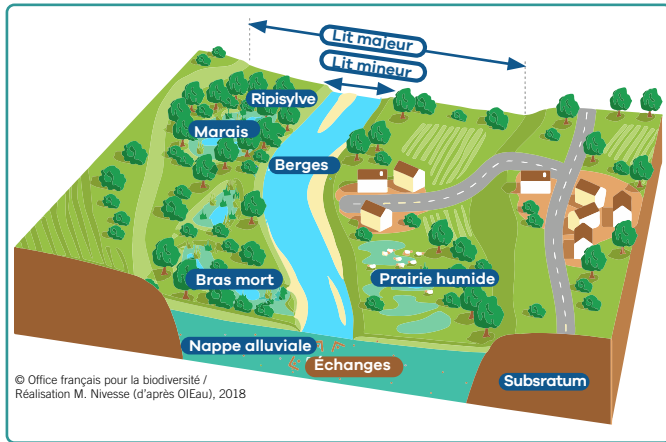 Lit majeur
Lit mineur
Ripisylve
Marais
Berges
Bras mort
Prairie humide
Nappe alluviale
Échanges
Subsratum
© Office français pour la biodiversité /
Réalisation M. Nivesse (d'après OIEau), 2018